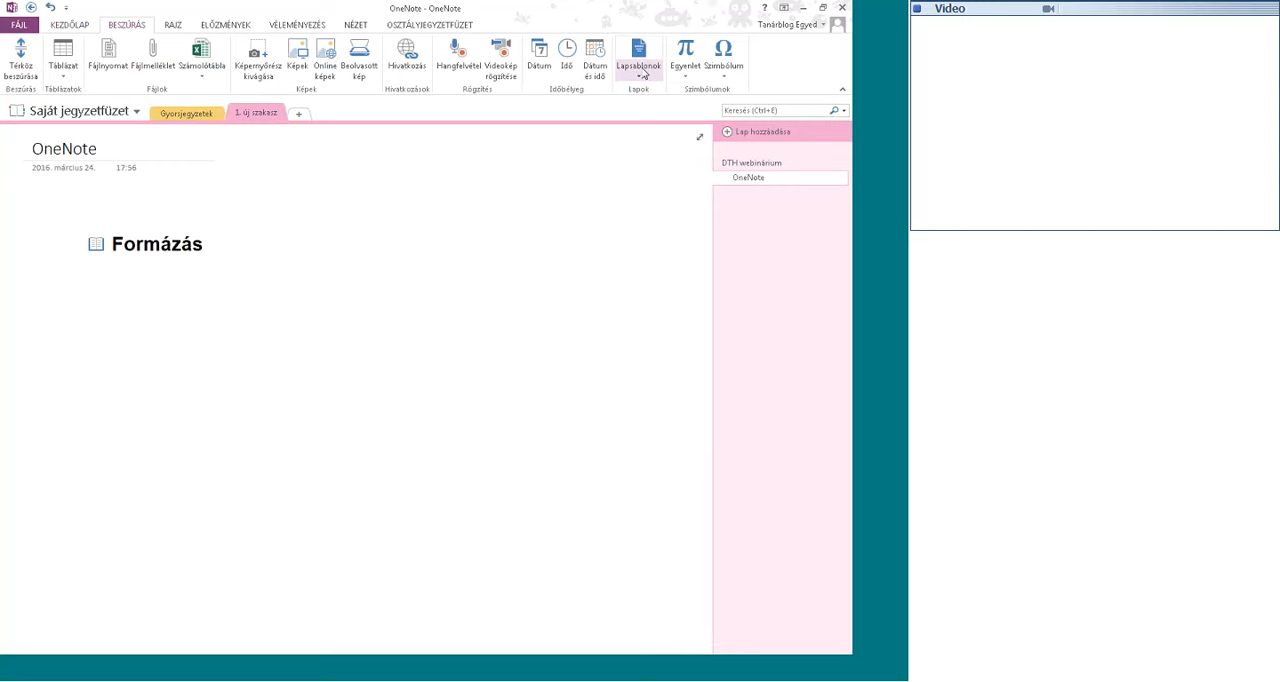 OneNote - OneNote
Video
FÁJL KEZDŐLAP BESZÚRÁS RAJZ ELŐZMÉNYEK VÉLEMÉNYEZÉS NÉZET OSZTÁLYJEGYZETFÜZET
Tanárblog Egyed
Térköz beszúrása
Táblázat
Fájlnyomat
Fájlmelléklet
Számolótábla
Képernyőrész kivágása
Képek
Online képek
Beolvasott kép
Hivatkozás
Hangfelvétel
Videokép rögzítése
Dátum
Idő
Dátum és idő
Lapsablonok
Egyenlet
Szimbólum
Beszúrás Táblázatok Fájlok Képek Hivatkozások Rögzítés Időbélyeg Lapok Szimbólumok
Saját jegyzetfüzet
Gyorsjegyzetek
1. új szakasz
Keresés (Ctrl+E)
Lap hozzáadása
OneNote
2016. március 24. 17:56
DTH webinárium
OneNote
Formázás